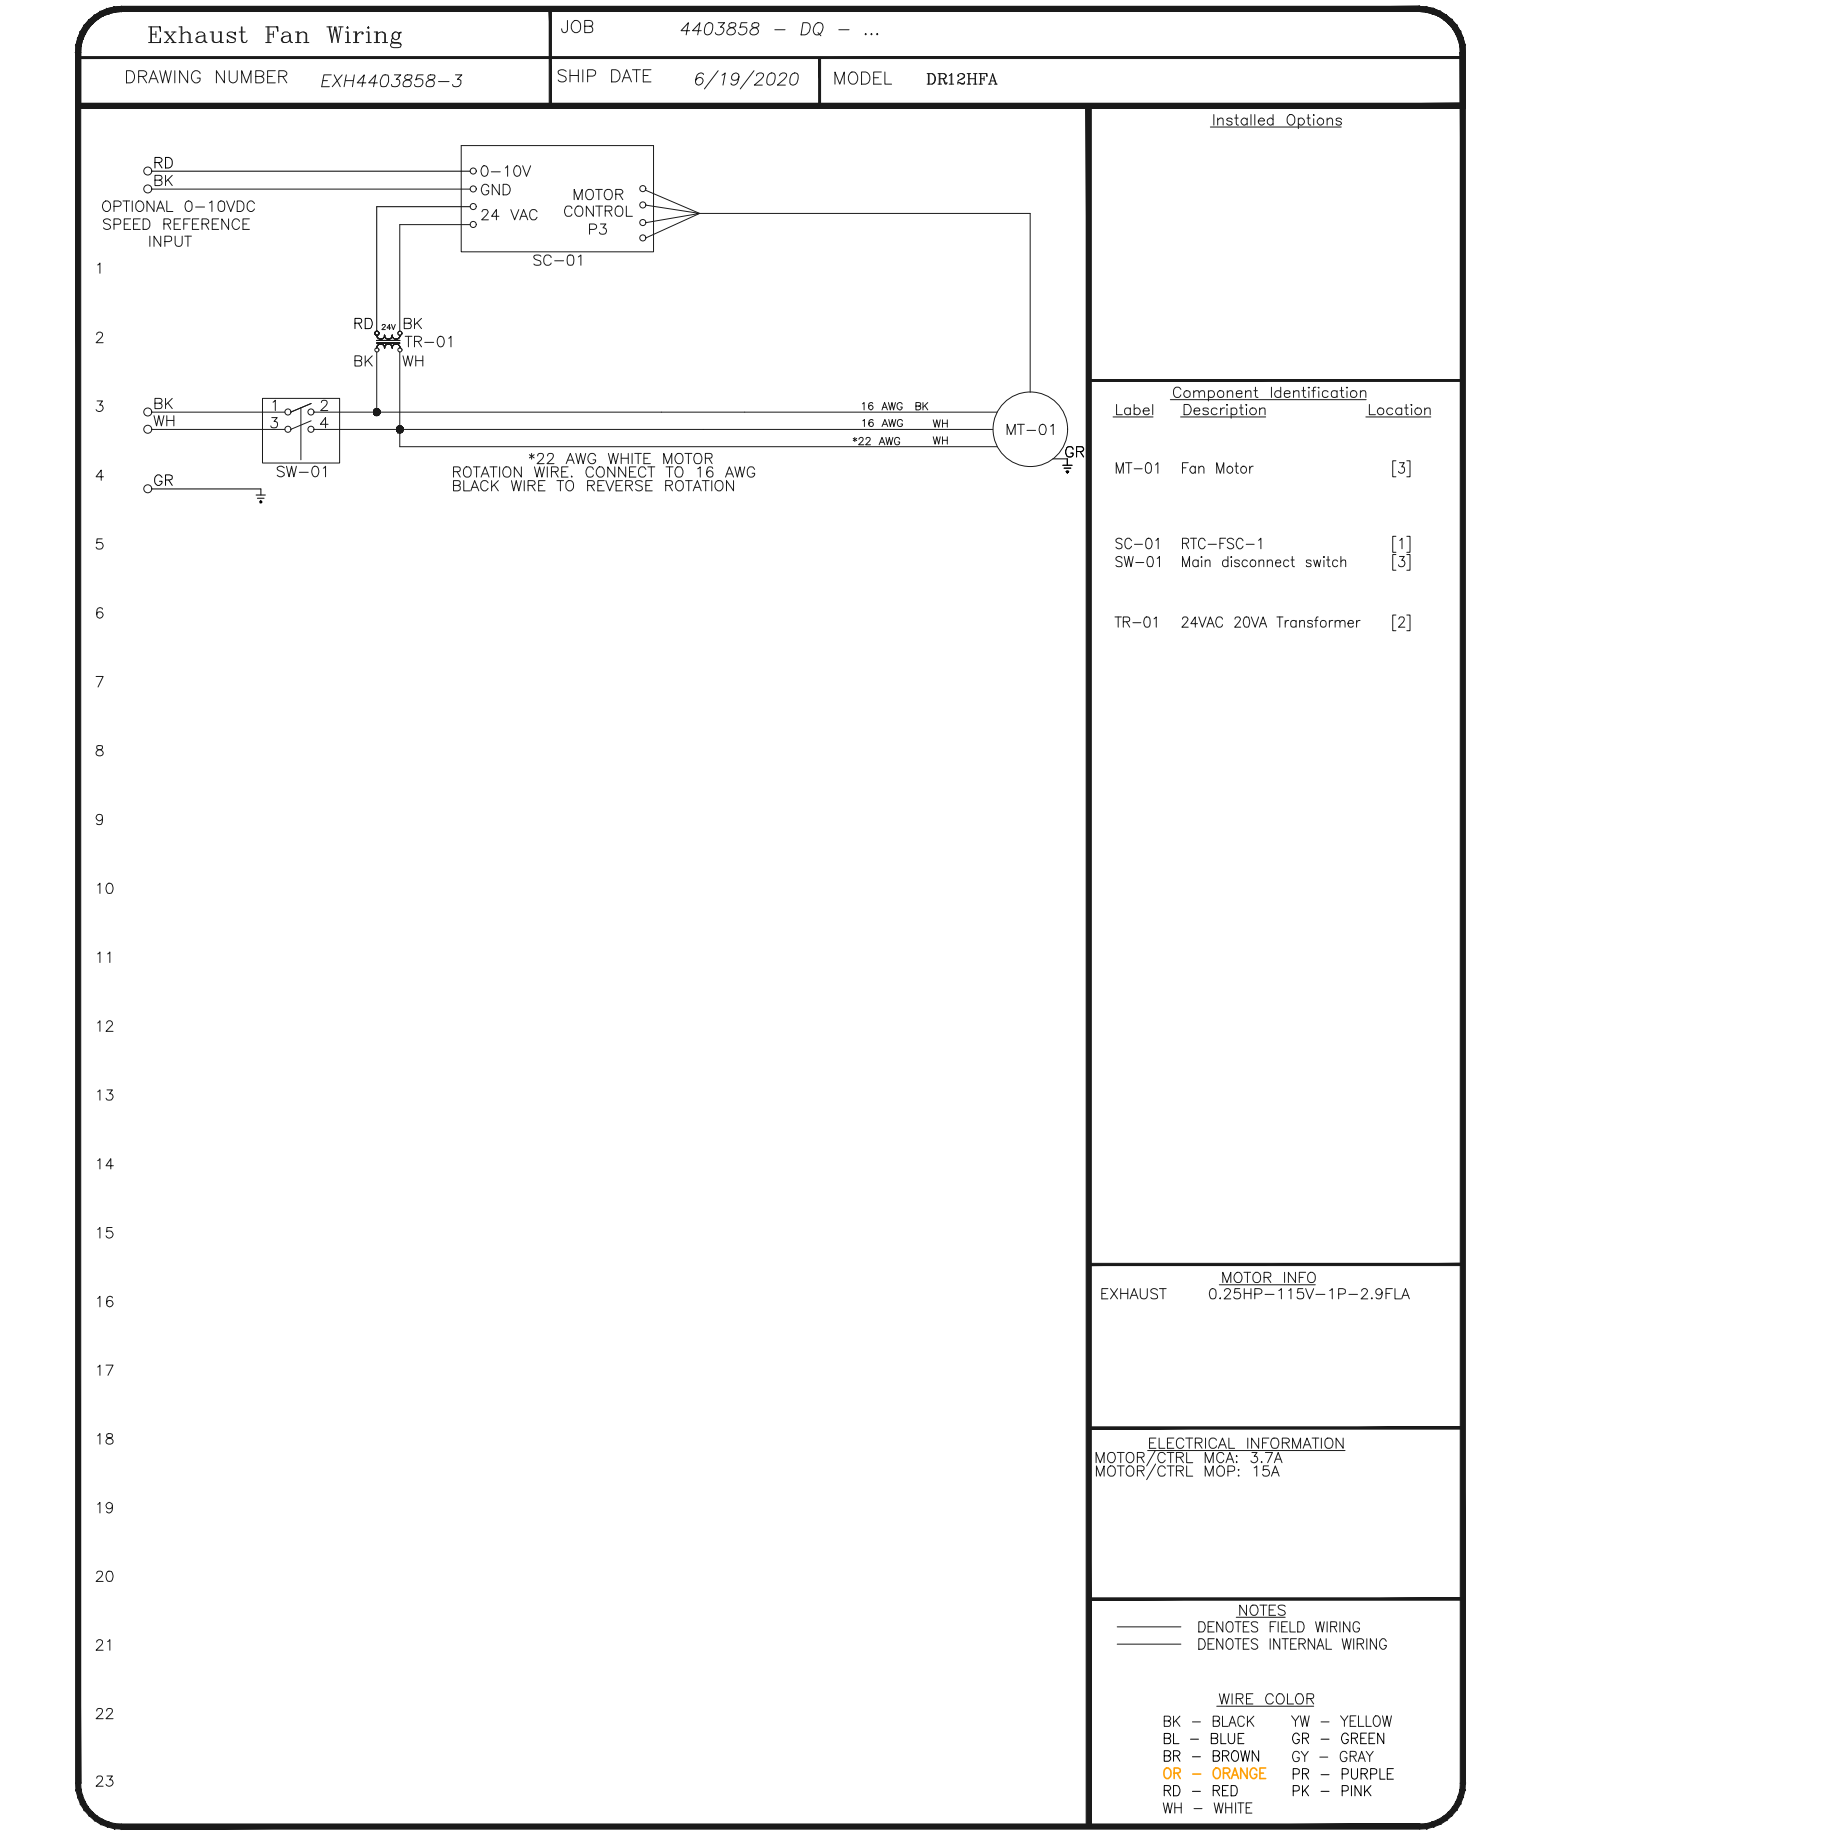 Exhaust Fan Wiring
JOB 4403858 - DQ - ...
DRAWING NUMBER EXH4403858-3
SHIP DATE 6/19/2020
MODEL DR12HFA
RD
BK
OPTIONAL 0-10VDC
SPEED REFERENCE
INPUT
0-10V
GND
24 VAC
MOTOR
CONTROL
P3
SC-01
RD 24V BK
TR-01
BK WH
BK
WH
1 2
3 4
SW-01
GR
16 AWG BK
16 AWG WH
*22 AWG WH
MT-01
GR
*22 AWG WHITE MOTOR
ROTATION WIRE. CONNECT TO 16 AWG
BLACK WIRE TO REVERSE ROTATION
1
2
3
4
5
6
7
8
9
10
11
12
13
14
15
16
17
18
19
20
21
22
23
Installed Options
Component Identification
Label Description Location
MT-01 Fan Motor [3]
SC-01 RTC-FSC-1 [1]
SW-01 Main disconnect switch [3]
TR-01 24VAC 20VA Transformer [2]
MOTOR INFO
EXHAUST 0.25HP-115V-1P-2.9FLA
ELECTRICAL INFORMATION
MOTOR/CTRL MCA: 3.7A
MOTOR/CTRL MOP: 15A
NOTES
DENOTES FIELD WIRING
DENOTES INTERNAL WIRING
WIRE COLOR
BK - BLACK YW - YELLOW
BL - BLUE GR - GREEN
BR - BROWN GY - GRAY
OR - ORANGE PR - PURPLE
RD - RED PK - PINK
WH - WHITE